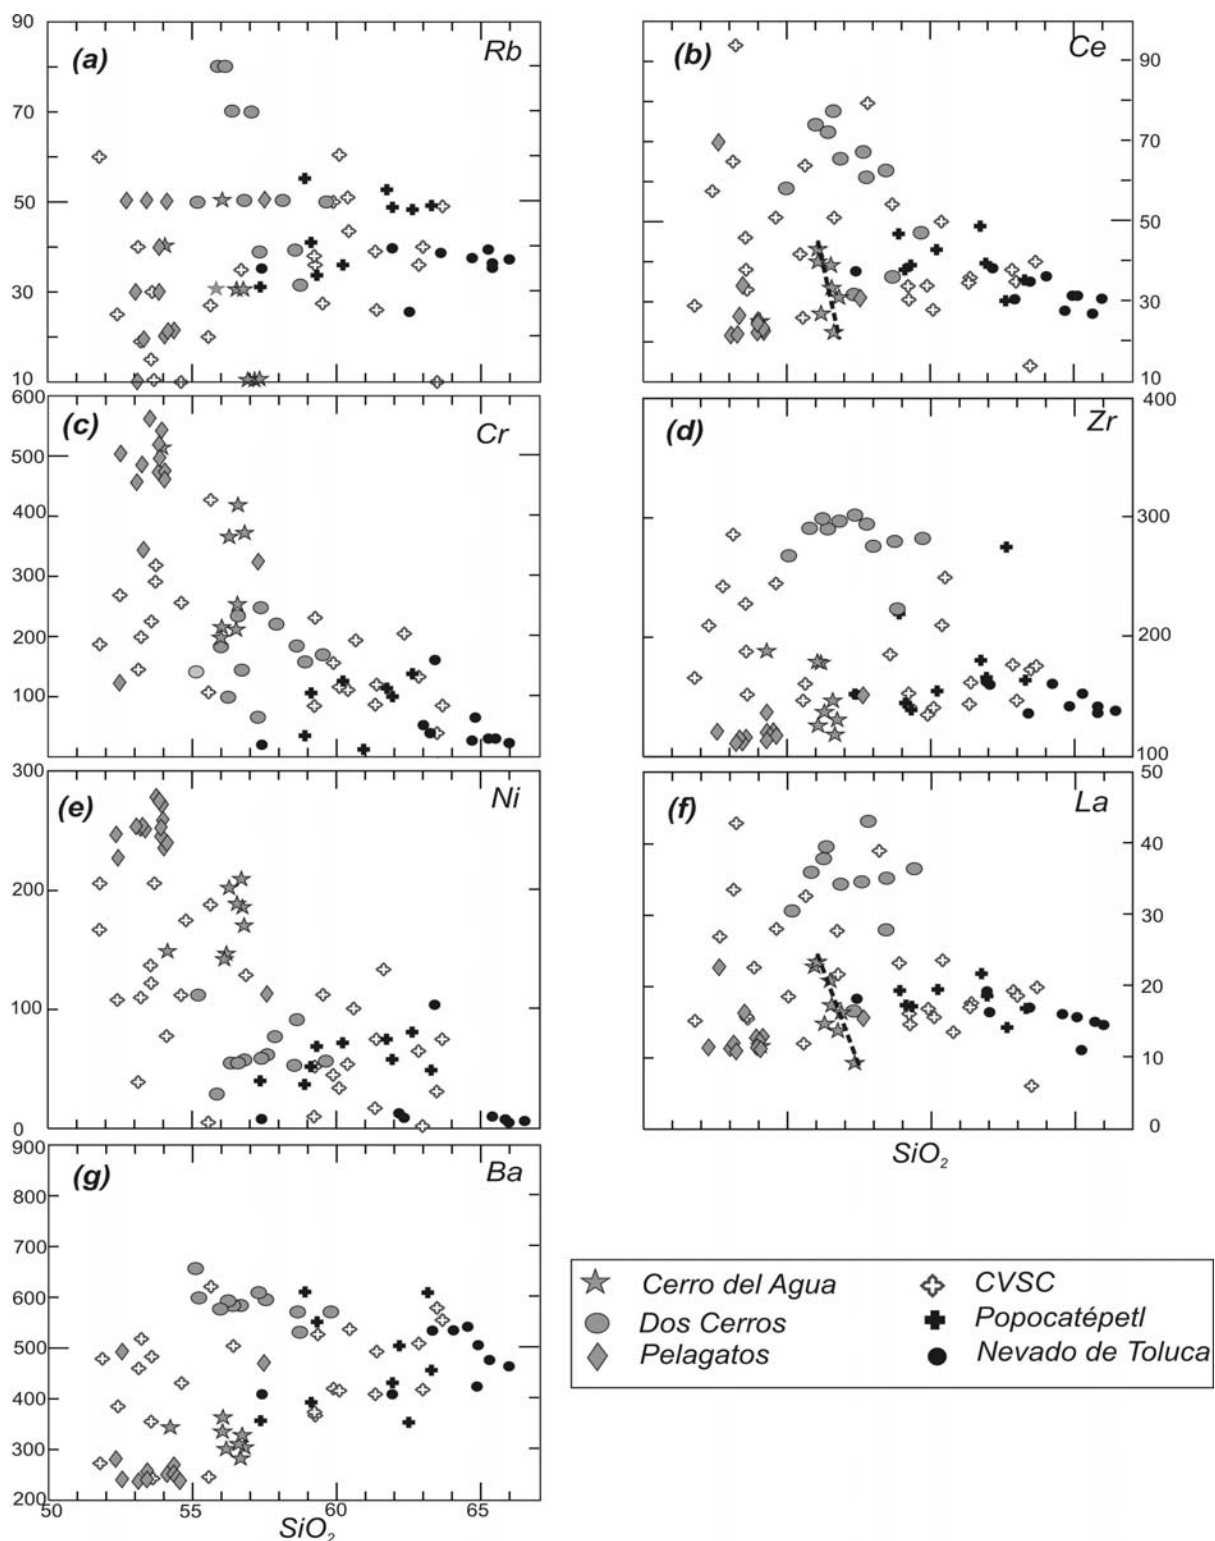 (a) Rb
90
70
50
30
10
(b) Ce
90
70
50
30
10
(c) Cr
600
500
400
300
200
100
(d) Zr
400
300
200
100
(e) Ni
300
200
100
0
(f) La
50
40
30
20
10
0
SiO2
(g) Ba
900
800
700
600
500
400
300
200
50 55 60 65
SiO2
Cerro del Agua
Dos Cerros
Pelagatos
CVSC
Popocatépetl
Nevado de Toluca